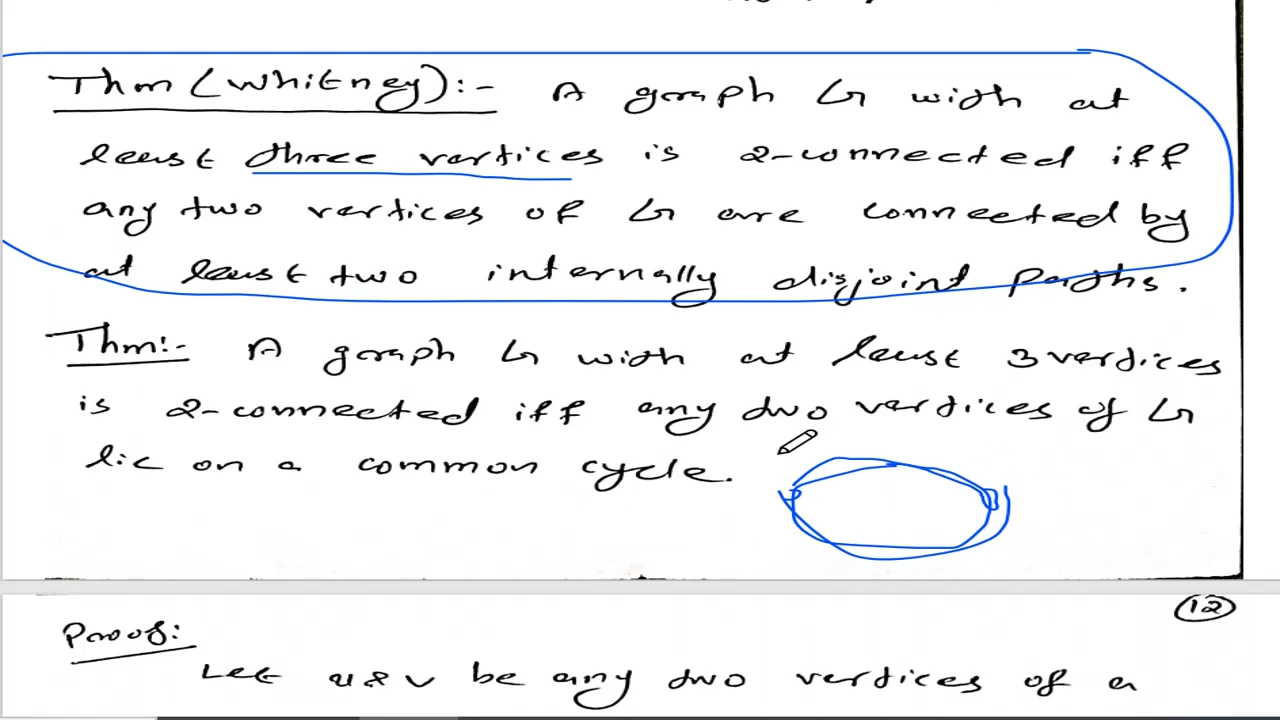 Thm (Whitney):- A graph G with at
least three vertices is 2-connected iff
any two vertices of G are connected by
at least two internally disjoint paths.
Thm:- A graph G with at least 3 vertices
is 2-connected iff any two vertices of G
lie on a common cycle.
12
Proof:
Let u & v be any two vertices of a